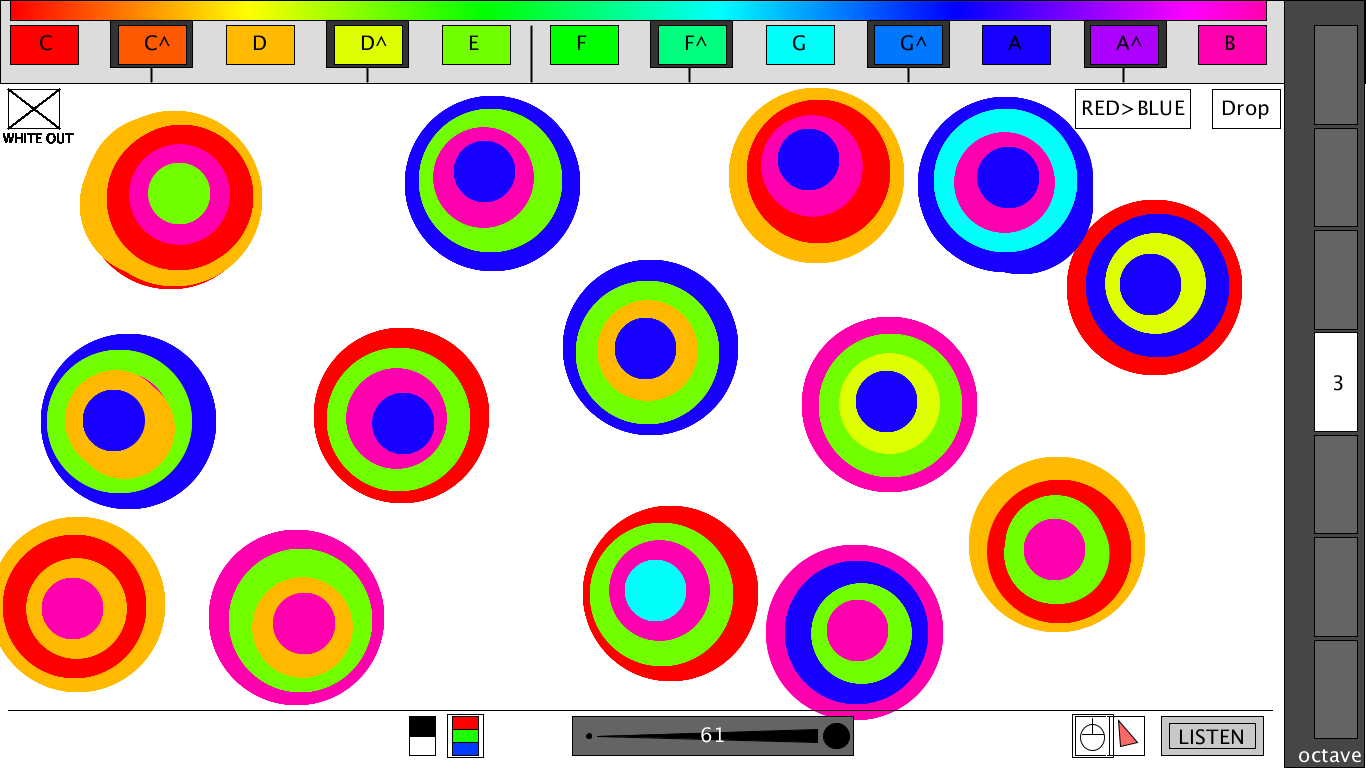 C C^ D D^ E F F^ G G^ A A^ B
WHITE OUT
RED>BLUE Drop
3
61
LISTEN
octave